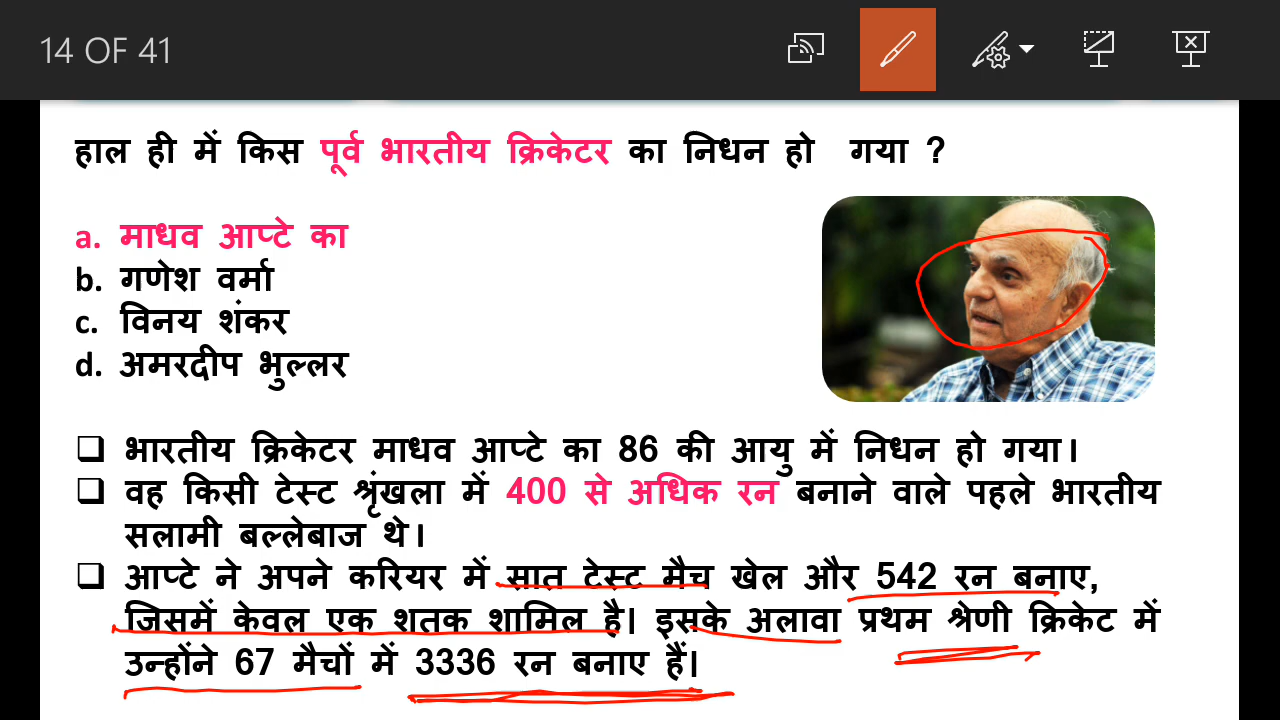 14 OF 41
हाल ही में किस पूर्व भारतीय क्रिकेटर का निधन हो गया ?
a. माधव आप्टे का
b. गणेश वर्मा
c. विनय शंकर
d. अमरदीप भुल्लर
❑ भारतीय क्रिकेटर माधव आप्टे का 86 की आयु में निधन हो गया।
❑ वह किसी टेस्ट श्रृंखला में 400 से अधिक रन बनाने वाले पहले भारतीय
सलामी बल्लेबाज थे।
❑ आप्टे ने अपने करियर में सात टेस्ट मैच खेल और 542 रन बनाए,
जिसमें केवल एक शतक शामिल है। इसके अलावा प्रथम श्रेणी क्रिकेट में
उन्होंने 67 मैचों में 3336 रन बनाए हैं।